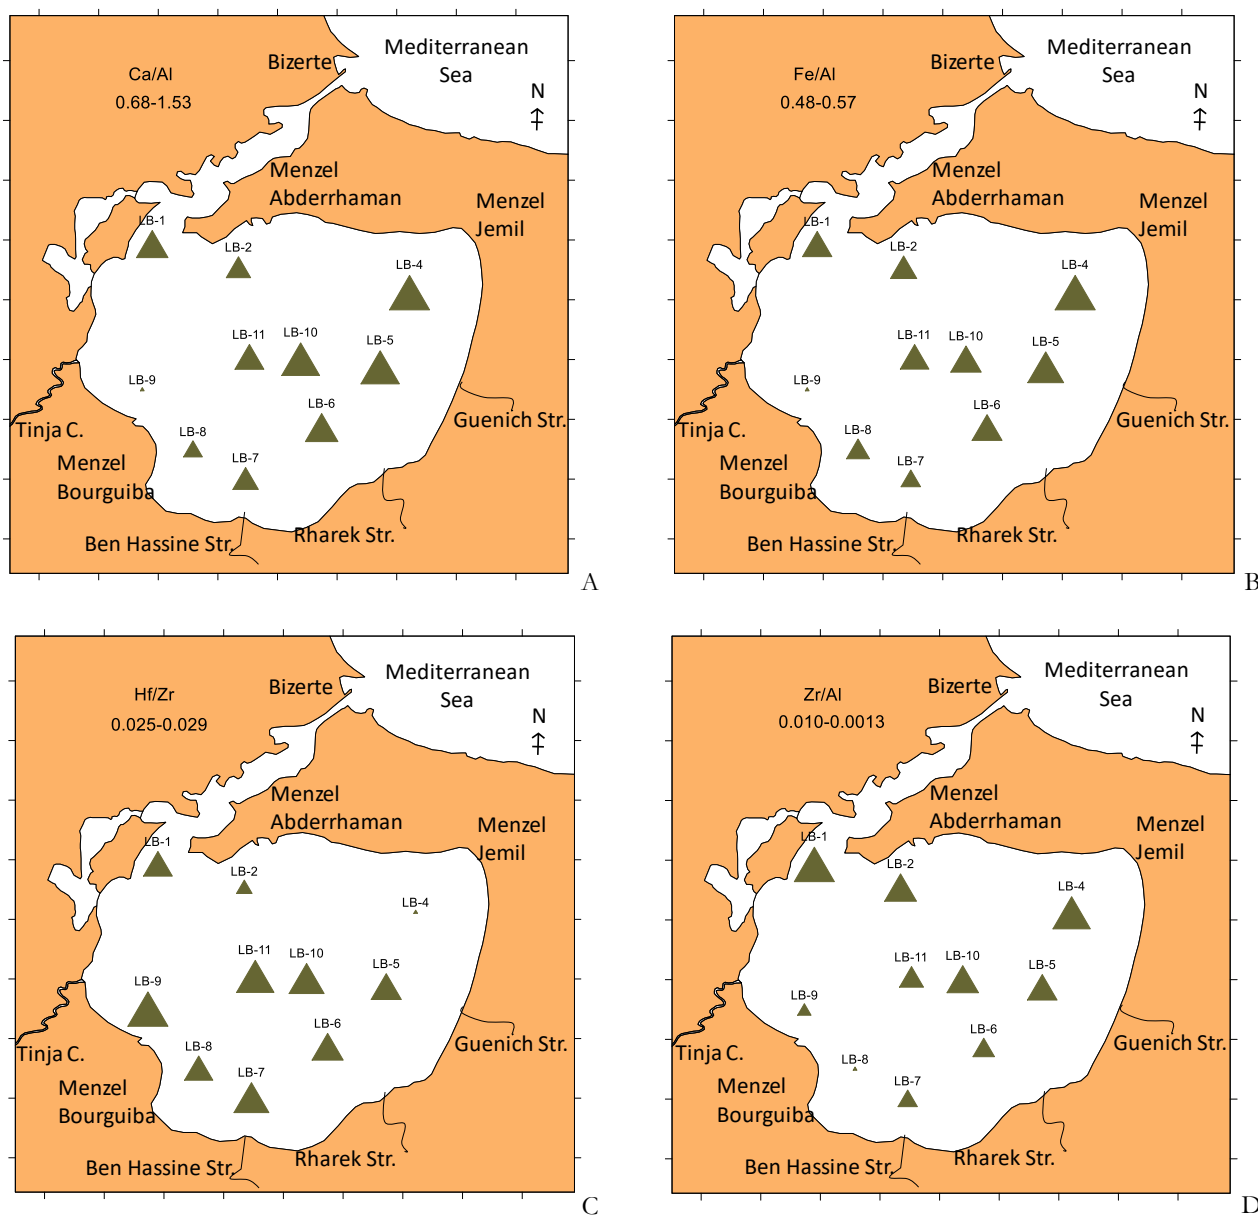 Mediterranean
Sea
Bizerte
Ca/Al
0.68-1.53
N
Menzel
Abderrhaman
Menzel
Jemil
LB-1
LB-2
LB-4
LB-11
LB-10
LB-5
LB-9
LB-6
LB-8
LB-7
Guenich Str.
Tinja C.
Menzel
Bourguiba
Rharek Str.
Ben Hassine Str.
A
Mediterranean
Sea
Bizerte
Fe/Al
0.48-0.57
N
Menzel
Abderrhaman
Menzel
Jemil
LB-1
LB-2
LB-4
LB-11
LB-10
LB-5
LB-9
LB-6
LB-8
LB-7
Guenich Str.
Tinja C.
Menzel
Bourguiba
Rharek Str.
Ben Hassine Str.
B
Mediterranean
Sea
Bizerte
Hf/Zr
0.025-0.029
N
Menzel
Abderrhaman
Menzel
Jemil
LB-1
LB-2
LB-4
LB-11
LB-10
LB-5
LB-9
LB-6
LB-8
LB-7
Guenich Str.
Tinja C.
Menzel
Bourguiba
Rharek Str.
Ben Hassine Str.
C
Mediterranean
Sea
Bizerte
Zr/Al
0.010-0.0013
N
Menzel
Abderrhaman
Menzel
Jemil
LB-1
LB-2
LB-4
LB-11
LB-10
LB-5
LB-9
LB-6
LB-8
LB-7
Guenich Str.
Tinja C.
Menzel
Bourguiba
Rharek Str.
Ben Hassine Str.
D